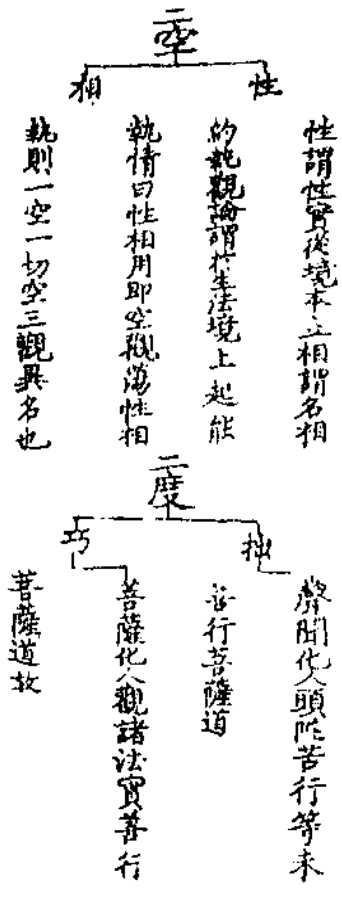 二空
性
相
性謂性實從境本立相謂名相
約執觀論謂於生法境上起能
執情曰性相用即空觀蕩性相
執則一空一切空三觀異名也
二度
拙
巧
聲聞化人頭陀苦行等未
善行菩薩道
菩薩化人觀諸法實善行
菩薩道故